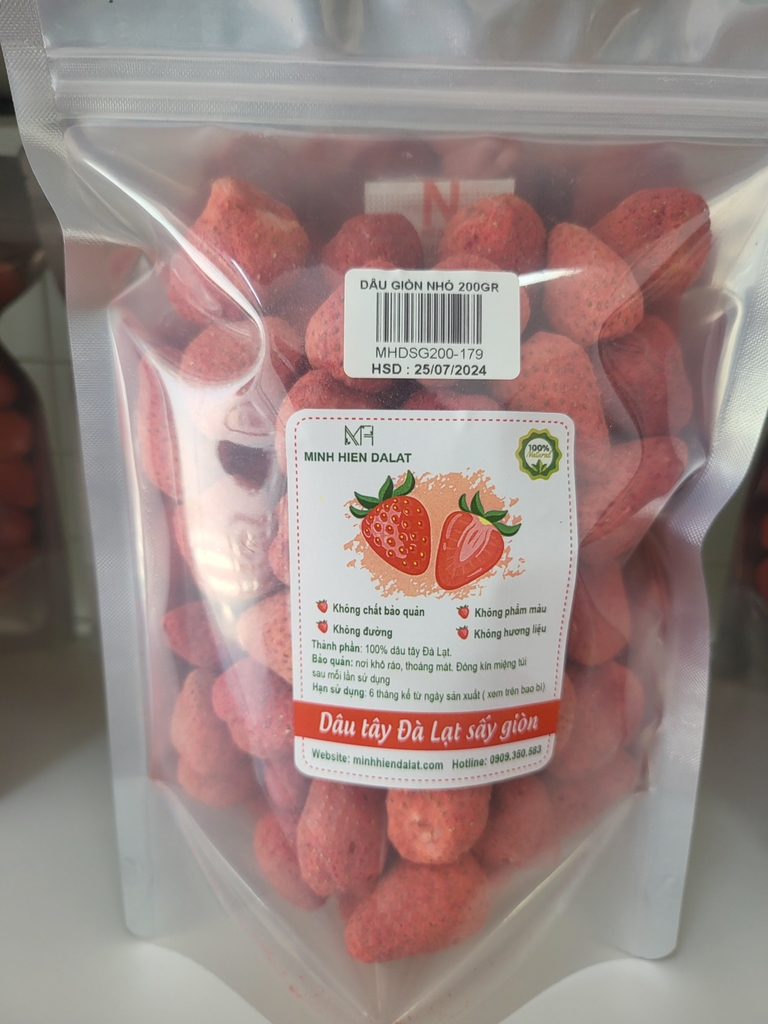 N
DÂU GIÒN NHỎ 200GR
MHDSG200-179
HSD : 25/07/2024
MH
MINH HIEN DALAT
100%
Natural
Không chất bảo quản
Không phẩm màu
Không đường
Không hương liệu
Thành phần: 100% dâu tây Đà Lạt.
Bảo quản: nơi khô ráo, thoáng mát. Đóng kín miệng túi
sau mỗi lần sử dụng
Hạn sử dụng: 6 tháng kể từ ngày sản xuất ( xem trên bao bì)
Dâu tây Đà Lạt sấy giòn
Website: minhhiendalat.com Hotline: 0909.350.583